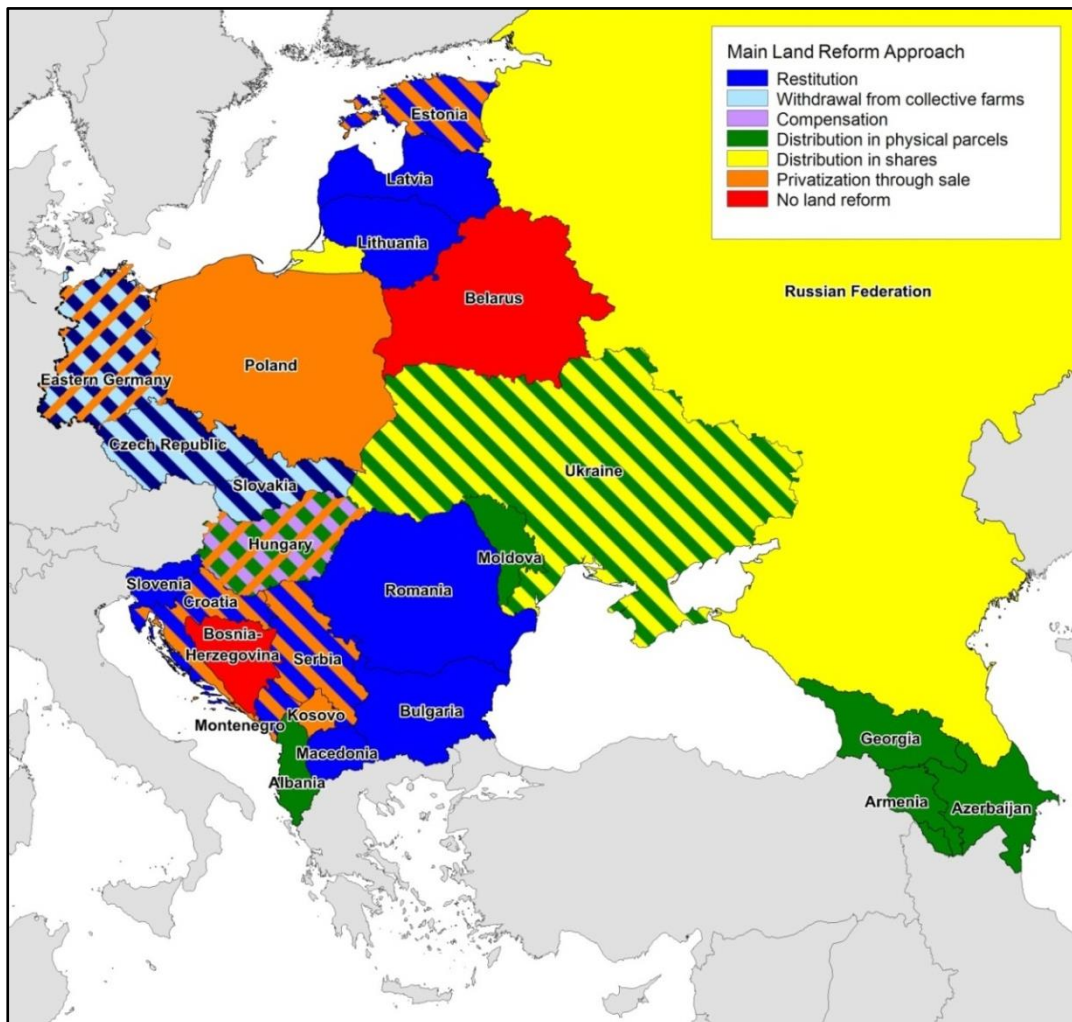 Main Land Reform Approach
Restitution
Withdrawal from collective farms
Compensation
Distribution in physical parcels
Distribution in shares
Privatization through sale
No land reform
Estonia
Latvia
Lithuania
Belarus
Russian Federation
Poland
Eastern Germany
Czech Republic
Slovakia
Ukraine
Hungary
Moldova
Slovenia
Croatia
Romania
Bosnia-
Herzegovina
Serbia
Montenegro
Kosovo
Bulgaria
Macedonia
Albania
Georgia
Armenia
Azerbaijan